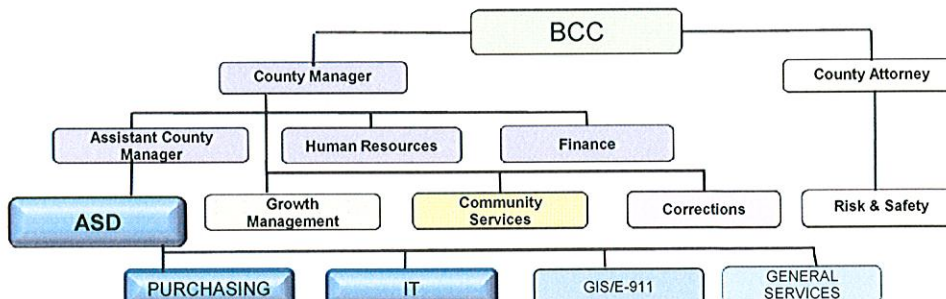 BCC
County Manager
County Attorney
Assistant County
Manager
Human Resources
Finance
ASD
Growth
Management
Community
Services
Corrections
Risk & Safety
PURCHASING
IT
GIS/E-911
GENERAL
SERVICES